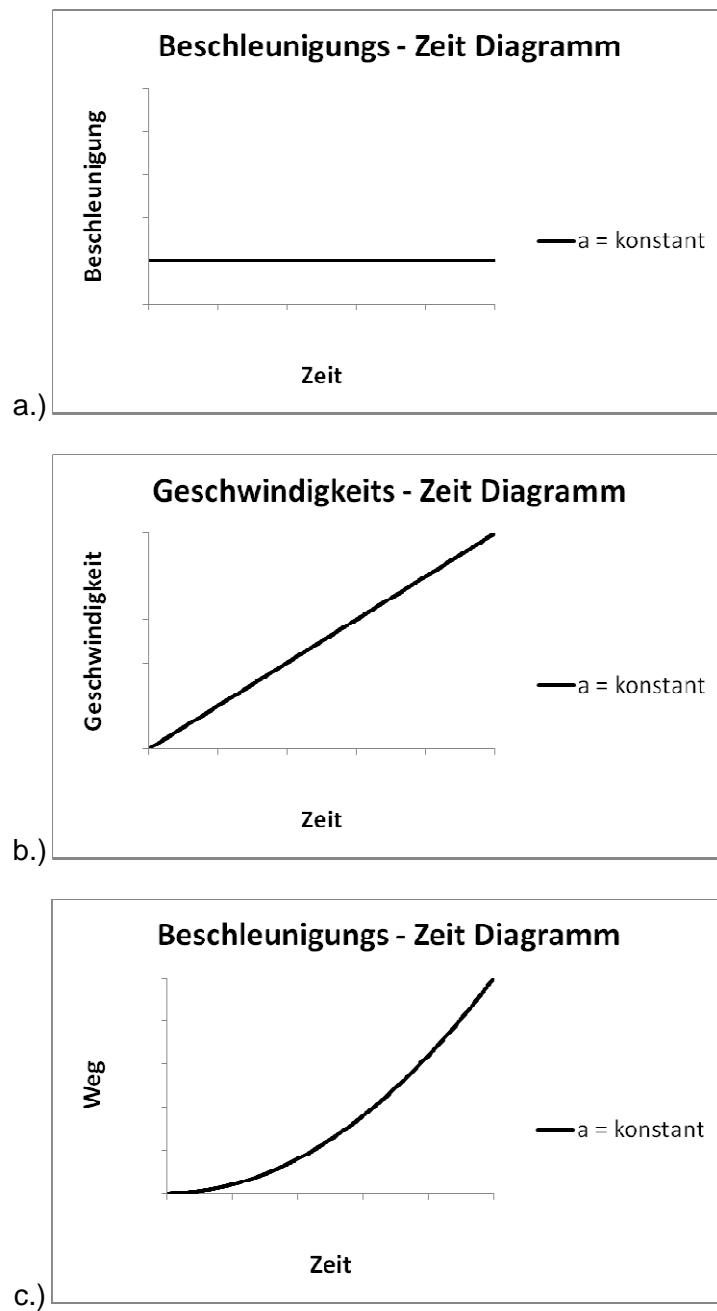 Beschleunigungs - Zeit Diagramm
Beschleunigung
a = konstant
Zeit
a.)
Geschwindigkeits - Zeit Diagramm
Geschwindigkeit
a = konstant
Zeit
b.)
Beschleunigungs - Zeit Diagramm
Weg
a = konstant
Zeit
c.)